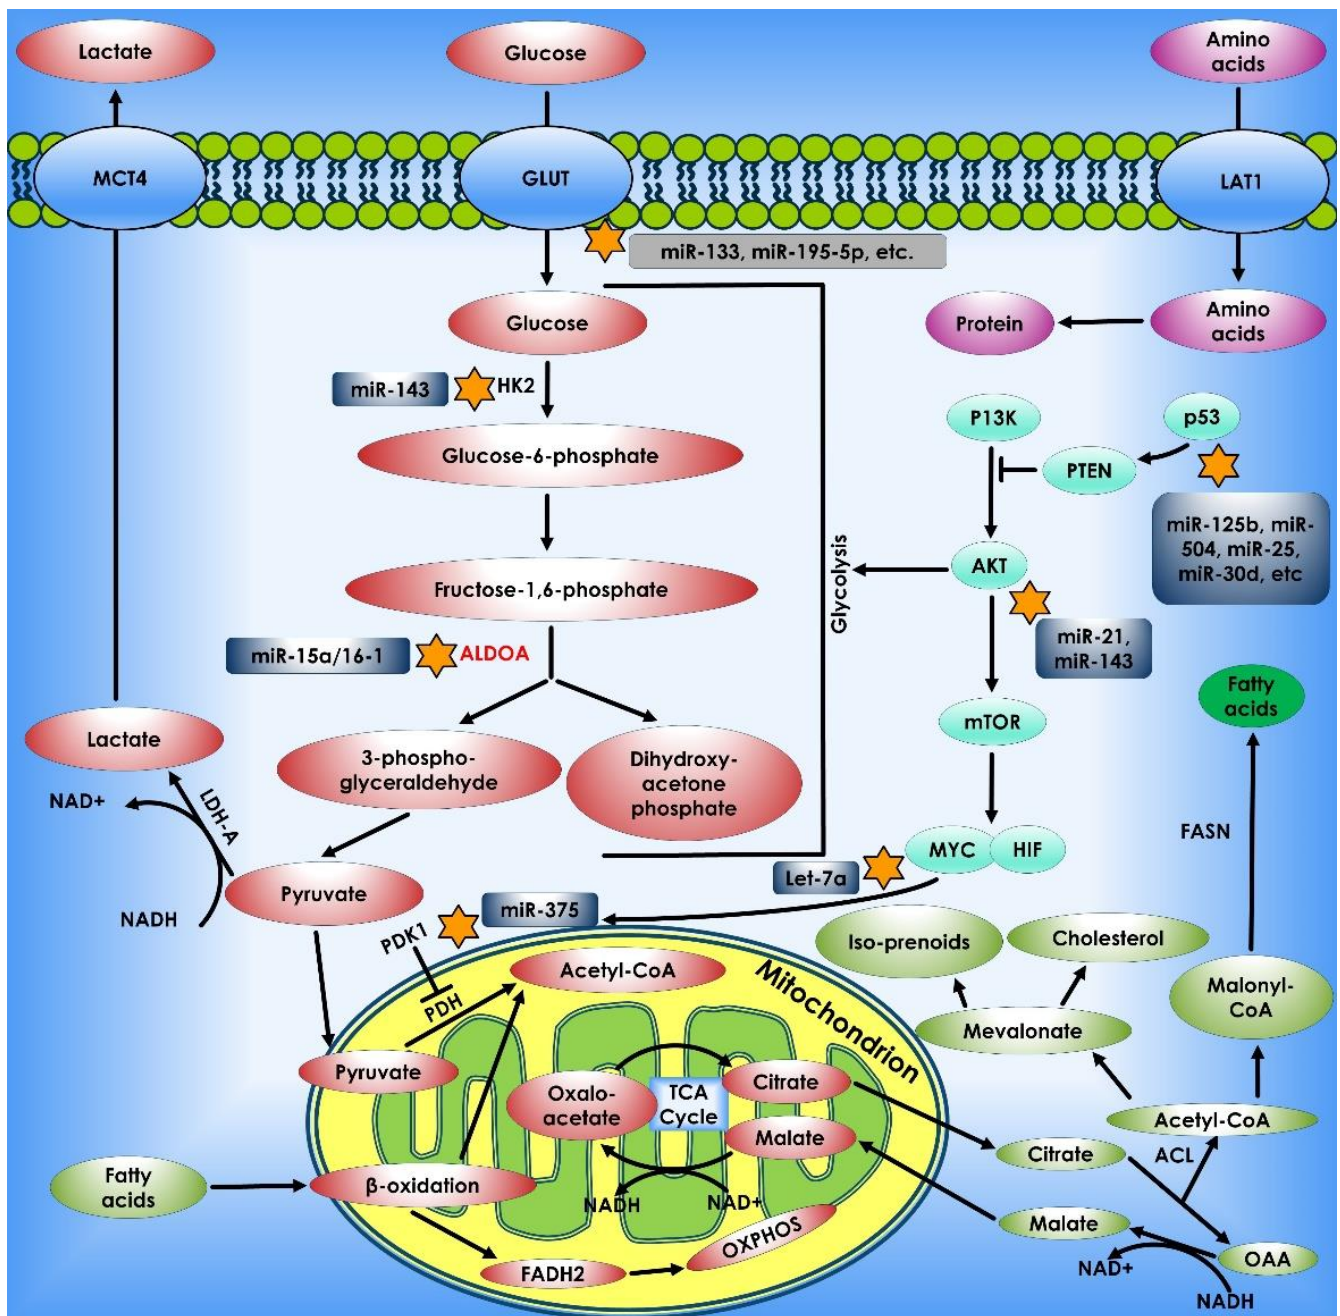 Lactate
Glucose
Amino
acids
MCT4
GLUT
LAT1
miR-133, miR-195-5p, etc.
Glucose
Protein
Amino
acids
miR-143
HK2
P13K
p53
Glucose-6-phosphate
PTEN
miR-125b, miR-
504, miR-25,
miR-30d, etc
Glycolysis
AKT
Fructose-1,6-phosphate
miR-21,
miR-143
miR-15a/16-1
ALDOA
Fatty
acids
mTOR
Lactate
3-phospho-
glyceraldehyde
Dihydroxy-
acetone
phosphate
NAD+
LDH-A
FASN
MYC
HIF
Let-7a
Pyruvate
NADH
miR-375
PDK1
Iso-prenoids
Cholesterol
Acetyl-CoA
Mitochondrion
PDH
Malonyl-
CoA
Mevalonate
Pyruvate
Oxalo-
acetate
TCA
Cycle
Citrate
Malate
Acetyl-CoA
Citrate
ACL
Fatty
acids
β-oxidation
NADH
NAD+
Malate
OXPHOS
FADH2
OAA
NAD+
NADH